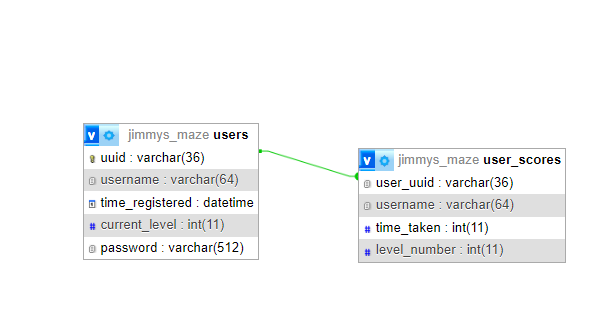 v jimmys_maze users
uuid : varchar(36)
username : varchar(64)
time_registered : datetime
# current_level : int(11)
password : varchar(512)
v jimmys_maze user_scores
user_uuid : varchar(36)
username : varchar(64)
# time_taken : int(11)
# level_number : int(11)